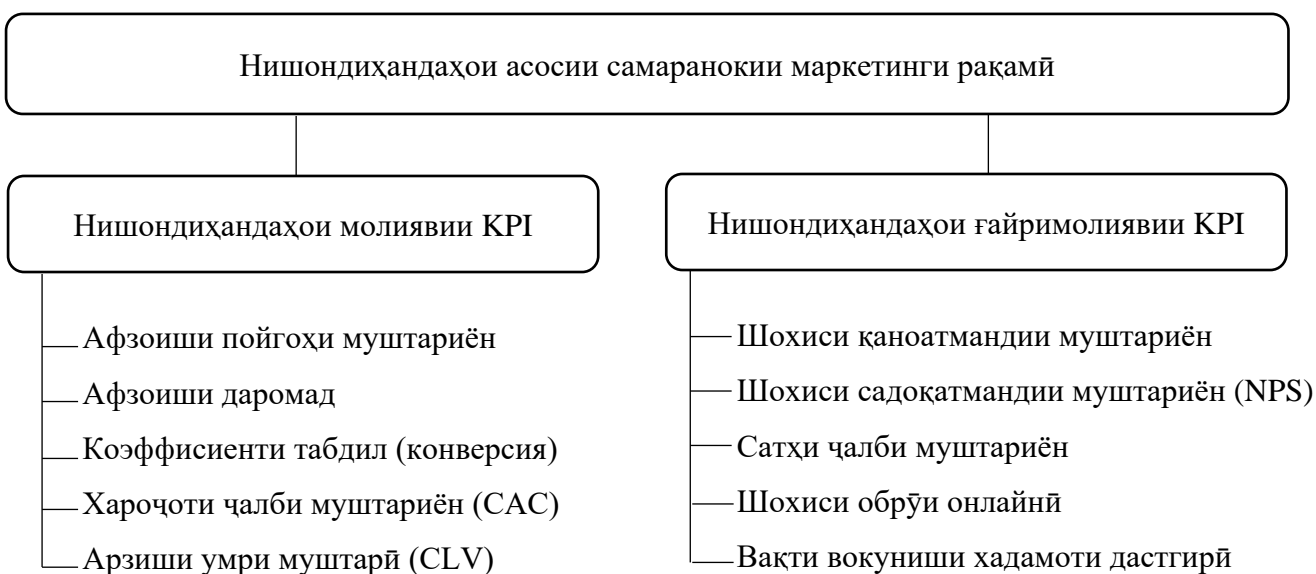 Нишондиҳандаҳои асосии самаранокии маркетинги рақамӣ
Нишондиҳандаҳои молиявии KPI
Афзоиши пойгоҳи муштариён
Афзоиши даромад
Коэффисиенти табдил (конверсия)
Хароҷоти ҷалби муштариён (CAC)
Арзиши умри муштарӣ (CLV)
Нишондиҳандаҳои ғайримолиявии KPI
Шохиси қаноатмандии муштариён
Шохиси садоқатмандии муштариён (NPS)
Сатҳи ҷалби муштариён
Шохиси обрӯи онлайнӣ
Вақти вокуниши хадамоти дастгирӣ